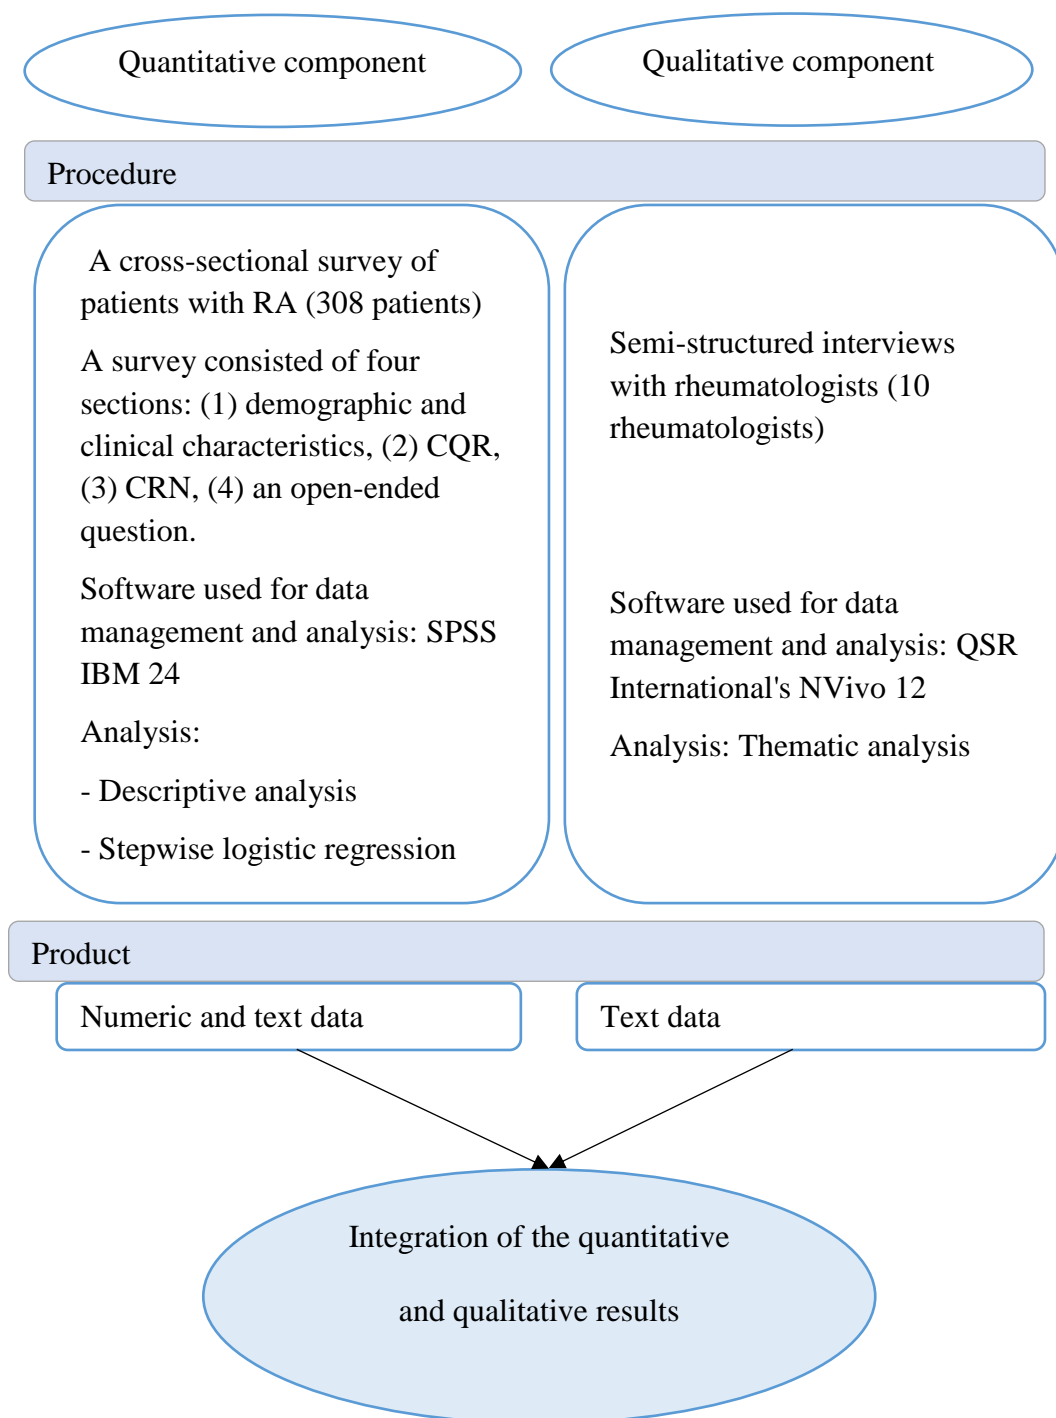 Quantitative component
Qualitative component
Procedure
A cross-sectional survey of
patients with RA (308 patients)
A survey consisted of four
sections: (1) demographic and
clinical characteristics, (2) CQR,
(3) CRN, (4) an open-ended
question.
Software used for data
management and analysis: SPSS
IBM 24
Analysis:
- Descriptive analysis
- Stepwise logistic regression
Semi-structured interviews
with rheumatologists (10
rheumatologists)
Software used for data
management and analysis: QSR
International's NVivo 12
Analysis: Thematic analysis
Product
Numeric and text data
Text data
Integration of the quantitative
and qualitative results